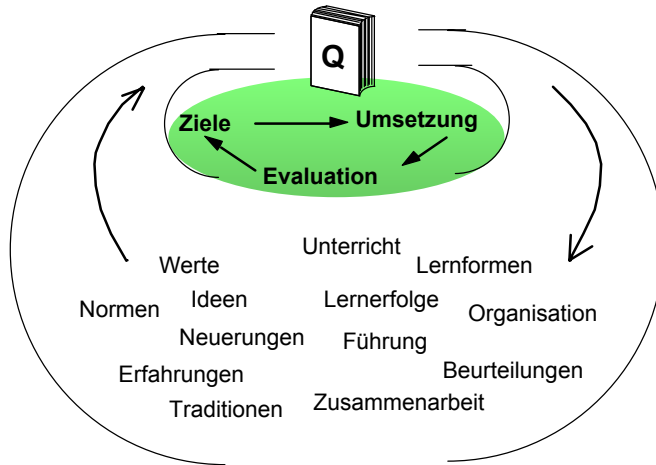 Q
Ziele
Umsetzung
Evaluation
Unterricht
Werte
Lernformen
Ideen
Lernerfolge
Normen
Organisation
Neuerungen
Führung
Erfahrungen
Beurteilungen
Traditionen
Zusammenarbeit